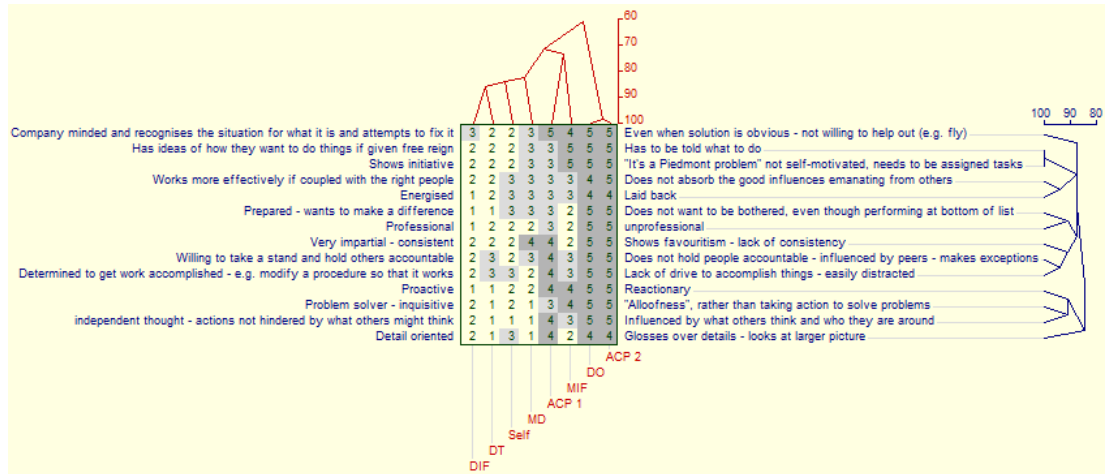 60
70
80
90
100
100 90 80
Company minded and recognises the situation for what it is and attempts to fix it 3 2 2 3 5 4 5 5 Even when solution is obvious - not willing to help out (e.g. fly)
Has ideas of how they want to do things if given free reign 2 2 2 3 3 5 5 5 Has to be told what to do
Shows initiative 2 2 2 3 3 5 5 5 "It's a Piedmont problem" not self-motivated, needs to be assigned tasks
Works more effectively if coupled with the right people 2 2 3 3 3 3 4 5 Does not absorb the good influences emanating from others
Energised 1 2 3 3 3 3 4 4 Laid back
Prepared - wants to make a difference 1 1 3 3 3 2 5 5 Does not want to be bothered, even though performing at bottom of list
Professional 1 2 2 2 3 2 5 5 unprofessional
Very impartial - consistent 2 2 2 4 4 2 5 5 Shows favouritism - lack of consistency
Willing to take a stand and hold others accountable 2 3 2 3 4 3 5 5 Does not hold people accountable - influenced by peers - makes exceptions
Determined to get work accomplished - e.g. modify a procedure so that it works 2 3 3 2 4 3 5 5 Lack of drive to accomplish things - easily distracted
Proactive 1 1 2 2 4 4 5 5 Reactionary
Problem solver - inquisitive 2 1 2 1 3 4 5 5 "Alloofness", rather than taking action to solve problems
independent thought - actions not hindered by what others might think 2 1 1 1 4 3 5 5 Influenced by what others think and who they are around
Detail oriented 2 1 3 1 4 2 4 4 Glosses over details - looks at larger picture
ACP 2
DO
MIF
ACP 1
MD
Self
DT
DIF